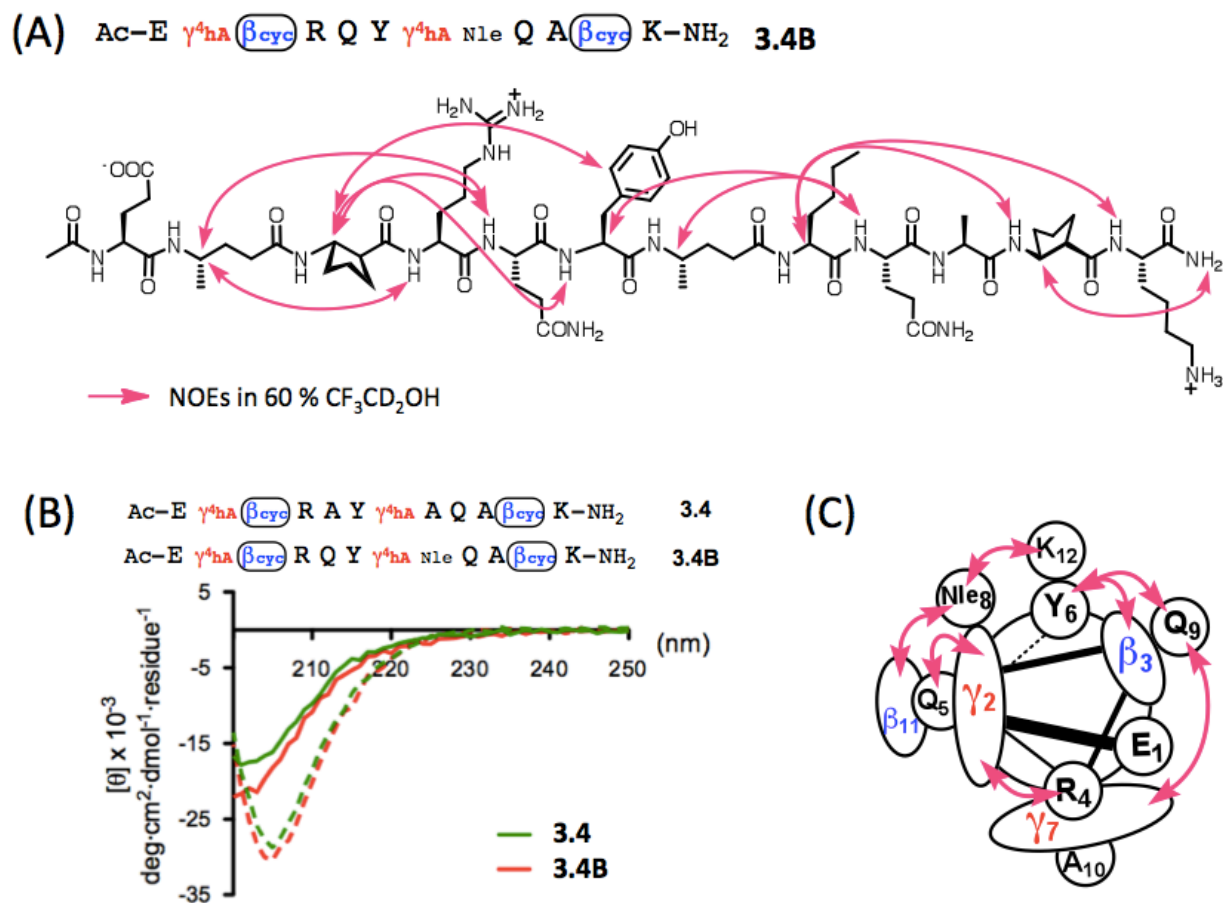 (A) Ac–E γ⁴hA βcyc R Q Y γ⁴hA Nle Q A βcyc K–NH₂ 3.4B
H₂N NH₂ +
NH
OH
⁻OOC
O H N O O H N O O H N O O H N O H N O H N O
N H O N H N H O N H O N H O N H O N H O NH₂
CONH₂ CONH₂
NH₃ +
NOEs in 60 % CF₃CD₂OH
(B) Ac–E γ⁴hA βcyc R A Y γ⁴hA A Q A βcyc K–NH₂ 3.4
Ac–E γ⁴hA βcyc R Q Y γ⁴hA Nle Q A βcyc K–NH₂ 3.4B
5
-5
-15
-25
-35
210 220 230 240 250 (nm)
[θ] x 10⁻³
deg·cm²·dmol⁻¹·residue⁻¹
3.4
3.4B
(C)
K₁₂
Nle₈ Y₆ Q₉
β₃
β₁₁ Q₅ γ₂
E₁
R₄
γ₇
A₁₀